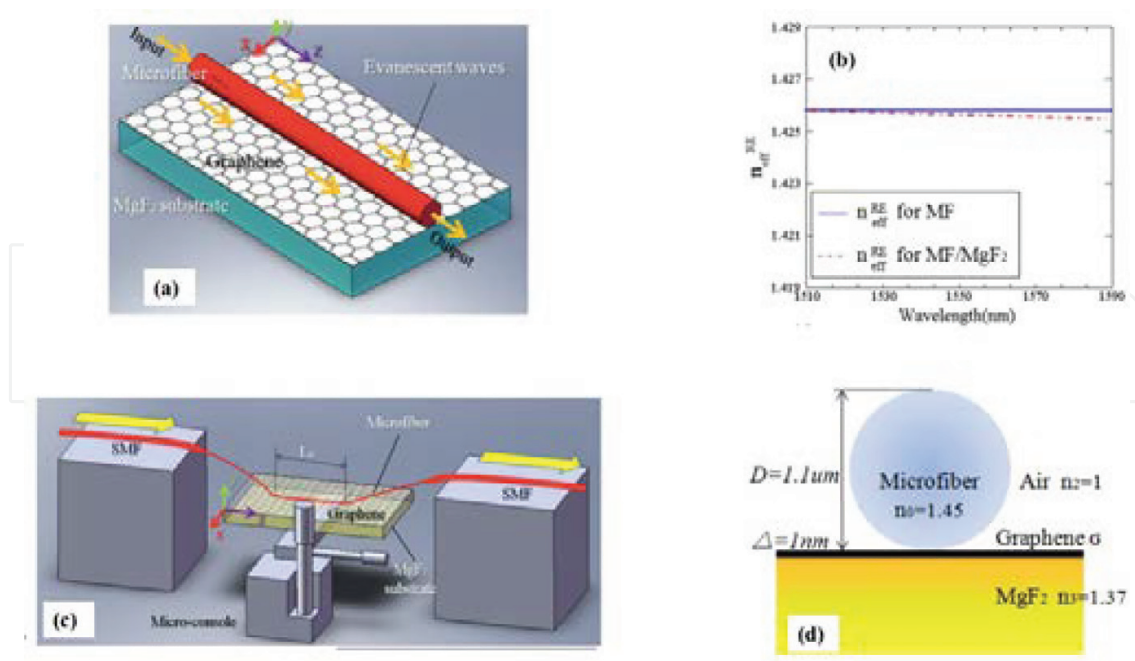 Input
Microfiber
x
y
z
Evanescent waves
Graphene
MgF₂ substrate
Output
(a)
1.429
1.427
1.425
1.423
1.421
1.419
n eff RE
(b)
n RE eff for MF
n RE eff for MF/MgF₂
1510 1530 1550 1570 1590
Wavelength(nm)
SMF
Microfiber
SMF
Graphene
MgF₂
substrate
Micro-console
(c)
D=1.1um
Microfiber
n₀=1.45
Air n₂=1
△=1nm
Graphene σ
MgF₂ n₃=1.37
(d)